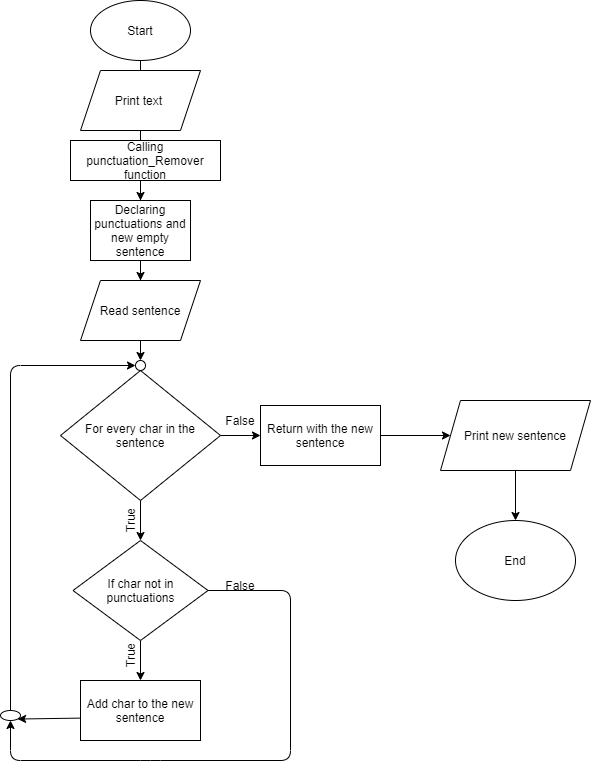 Start
Print text
Calling
punctuation_Remover
function
Declaring
punctuations and
new empty
sentence
Read sentence
For every char in the
sentence
False
Return with the new
sentence
Print new sentence
End
True
If char not in
punctuations
False
True
Add char to the new
sentence